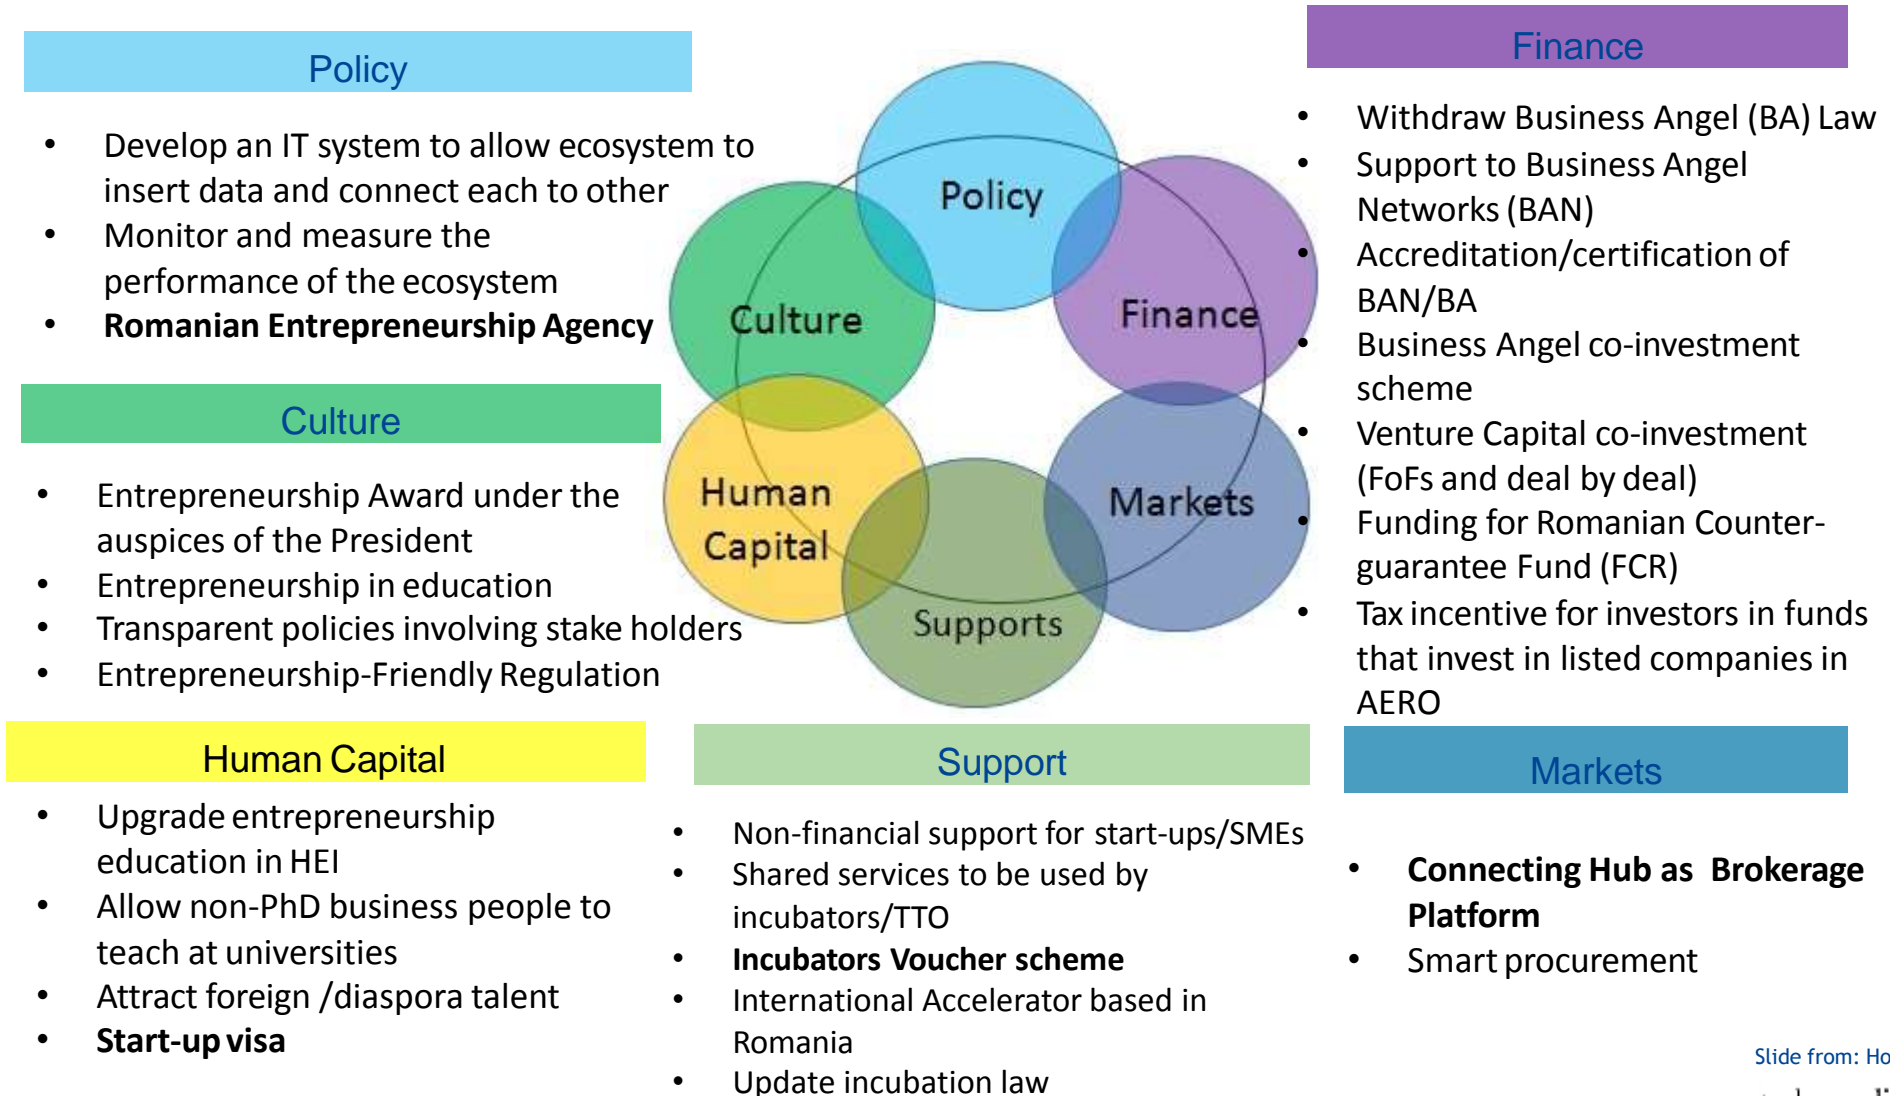 Policy
• Develop an IT system to allow ecosystem to
insert data and connect each to other
• Monitor and measure the
performance of the ecosystem
• Romanian Entrepreneurship Agency
Culture
• Entrepreneurship Award under the
auspices of the President
• Entrepreneurship in education
• Transparent policies involving stake holders
• Entrepreneurship-Friendly Regulation
Human Capital
• Upgrade entrepreneurship
education in HEI
• Allow non-PhD business people to
teach at universities
• Attract foreign /diaspora talent
• Start-up visa
Policy
Culture
Finance
Human
Capital
Markets
Supports
Support
• Non-financial support for start-ups/SMEs
• Shared services to be used by
incubators/TTO
• Incubators Voucher scheme
• International Accelerator based in
Romania
• Update incubation law
Finance
• Withdraw Business Angel (BA) Law
• Support to Business Angel
Networks (BAN)
• Accreditation/certification of
BAN/BA
• Business Angel co-investment
scheme
• Venture Capital co-investment
(FoFs and deal by deal)
• Funding for Romanian Counter-
guarantee Fund (FCR)
• Tax incentive for investors in funds
that invest in listed companies in
AERO
Markets
• Connecting Hub as Brokerage
Platform
• Smart procurement
Slide from: Ho